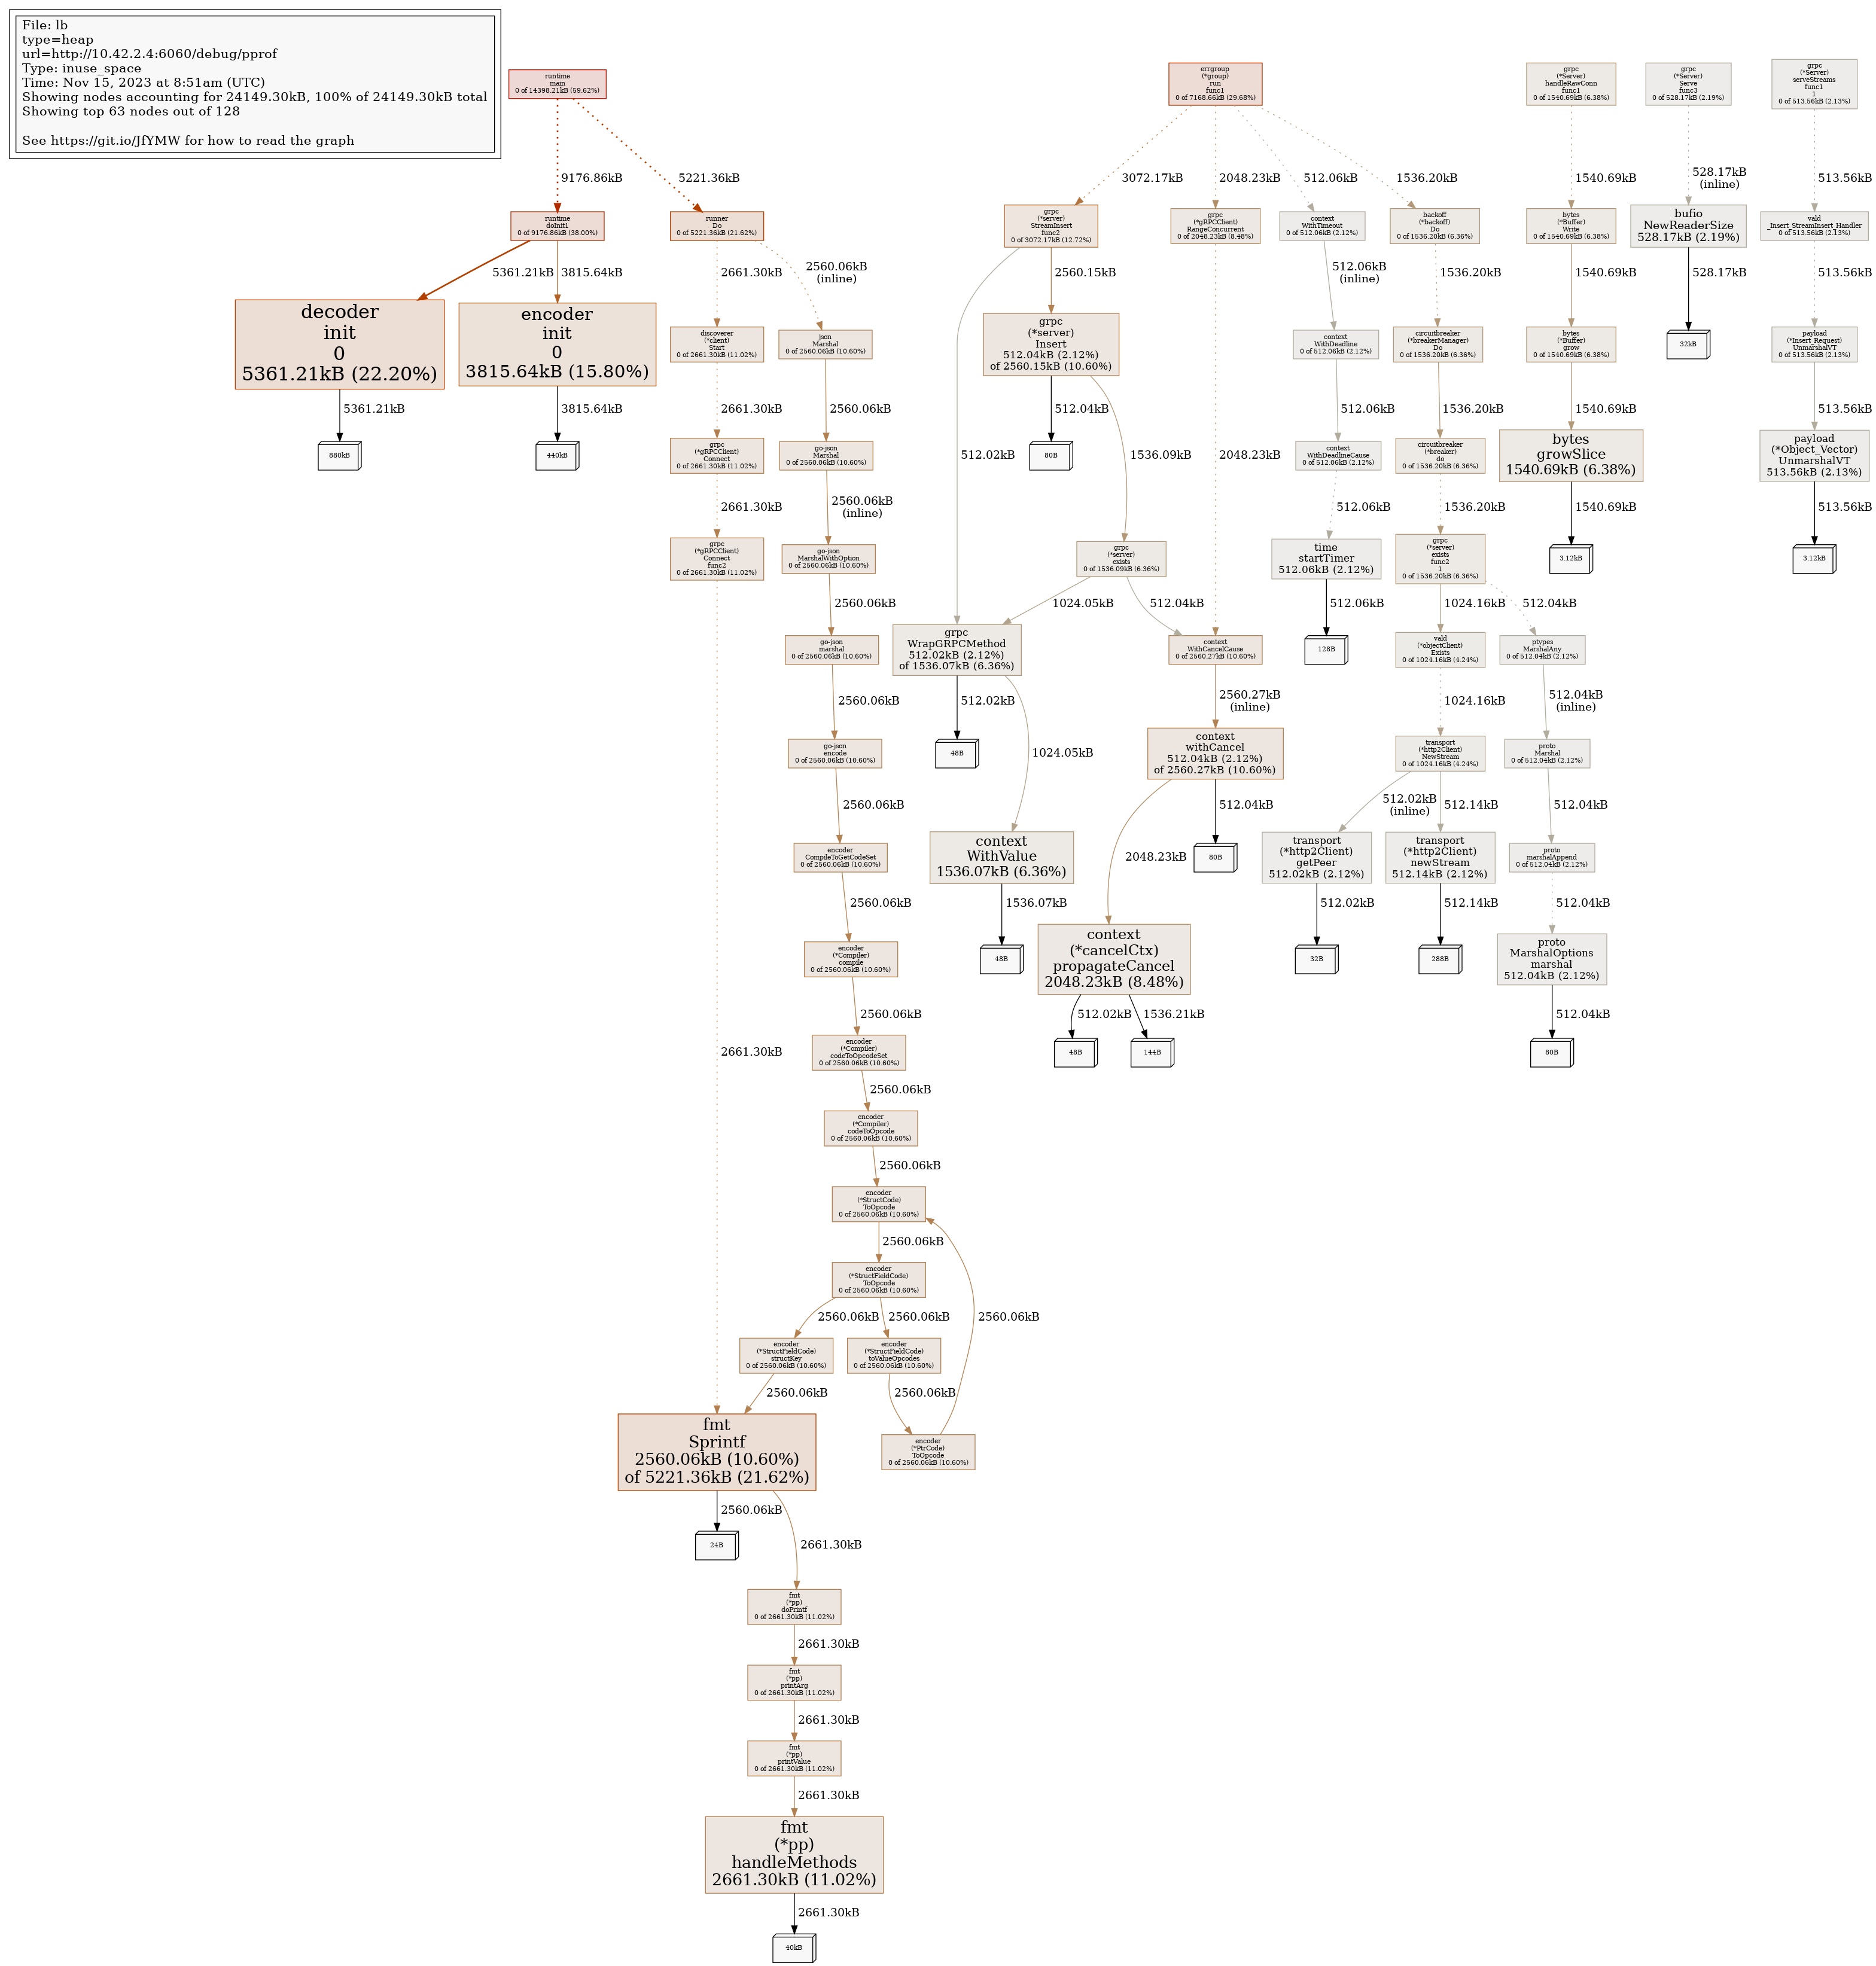 File: lb
type=heap
url=http://10.42.2.4:6060/debug/pprof
Type: inuse_space
Time: Nov 15, 2023 at 8:51am (UTC)
Showing nodes accounting for 24149.30kB, 100% of 24149.30kB total
Showing top 63 nodes out of 128
See https://git.io/JfYMW for how to read the graph
runtime
main
0 of 14398.21kB (59.62%)
errgroup
(*group)
run
func1
0 of 7168.66kB (29.68%)
grpc
(*Server)
handleRawConn
func1
0 of 1540.69kB (6.38%)
grpc
(*Server)
Serve
func3
0 of 528.17kB (2.19%)
grpc
(*Server)
serveStreams
func1
1
0 of 513.56kB (2.13%)
9176.86kB
5221.36kB
3072.17kB
2048.23kB
512.06kB
1536.20kB
1540.69kB
528.17kB
(inline)
513.56kB
runtime
doInit1
0 of 9176.86kB (38.00%)
runner
Do
0 of 5221.36kB (21.62%)
grpc
(*server)
StreamInsert
func2
0 of 3072.17kB (12.72%)
grpc
(*gRPCClient)
RangeConcurrent
0 of 2048.23kB (8.48%)
context
WithTimeout
0 of 512.06kB (2.12%)
backoff
(*backoff)
Do
0 of 1536.20kB (6.36%)
bytes
(*Buffer)
Write
0 of 1540.69kB (6.38%)
bufio
NewReaderSize
528.17kB (2.19%)
vald
_Insert_StreamInsert_Handler
0 of 513.56kB (2.13%)
5361.21kB
3815.64kB
2661.30kB
2560.06kB
(inline)
2560.15kB
512.06kB
(inline)
1536.20kB
1540.69kB
528.17kB
513.56kB
decoder
init
0
5361.21kB (22.20%)
encoder
init
0
3815.64kB (15.80%)
discoverer
(*client)
Start
0 of 2661.30kB (11.02%)
json
Marshal
0 of 2560.06kB (10.60%)
grpc
(*server)
Insert
512.04kB (2.12%)
of 2560.15kB (10.60%)
context
WithDeadline
0 of 512.06kB (2.12%)
circuitbreaker
(*breakerManager)
Do
0 of 1536.20kB (6.36%)
bytes
(*Buffer)
grow
0 of 1540.69kB (6.38%)
32kB
payload
(*Insert_Request)
UnmarshalVT
0 of 513.56kB (2.13%)
5361.21kB
3815.64kB
2661.30kB
2560.06kB
512.04kB
512.06kB
1536.20kB
1540.69kB
513.56kB
880kB
440kB
grpc
(*gRPCClient)
Connect
0 of 2661.30kB (11.02%)
go-json
Marshal
0 of 2560.06kB (10.60%)
512.02kB
80B
1536.09kB
2048.23kB
context
WithDeadlineCause
0 of 512.06kB (2.12%)
circuitbreaker
(*breaker)
do
0 of 1536.20kB (6.36%)
bytes
growSlice
1540.69kB (6.38%)
payload
(*Object_Vector)
UnmarshalVT
513.56kB (2.13%)
2661.30kB
2560.06kB
(inline)
512.06kB
1536.20kB
1540.69kB
513.56kB
grpc
(*gRPCClient)
Connect
func2
0 of 2661.30kB (11.02%)
go-json
MarshalWithOption
0 of 2560.06kB (10.60%)
grpc
(*server)
exists
0 of 1536.09kB (6.36%)
time
startTimer
512.06kB (2.12%)
grpc
(*server)
exists
func2
1
0 of 1536.20kB (6.36%)
3.12kB
3.12kB
2560.06kB
1024.05kB
512.04kB
512.06kB
1024.16kB
512.04kB
go-json
marshal
0 of 2560.06kB (10.60%)
grpc
WrapGRPCMethod
512.02kB (2.12%)
of 1536.07kB (6.36%)
context
WithCancelCause
0 of 2560.27kB (10.60%)
128B
vald
(*objectClient)
Exists
0 of 1024.16kB (4.24%)
ptypes
MarshalAny
0 of 512.04kB (2.12%)
2560.06kB
512.02kB
2560.27kB
(inline)
1024.16kB
512.04kB
(inline)
go-json
encode
0 of 2560.06kB (10.60%)
48B
1024.05kB
context
withCancel
512.04kB (2.12%)
of 2560.27kB (10.60%)
transport
(*http2Client)
NewStream
0 of 1024.16kB (4.24%)
proto
Marshal
0 of 512.04kB (2.12%)
2560.06kB
512.04kB
512.02kB
(inline)
512.14kB
512.04kB
encoder
CompileToGetCodeSet
0 of 2560.06kB (10.60%)
context
WithValue
1536.07kB (6.36%)
2048.23kB
80B
transport
(*http2Client)
getPeer
512.02kB (2.12%)
transport
(*http2Client)
newStream
512.14kB (2.12%)
proto
marshalAppend
0 of 512.04kB (2.12%)
2560.06kB
1536.07kB
512.02kB
512.14kB
512.04kB
encoder
(*Compiler)
compile
0 of 2560.06kB (10.60%)
48B
context
(*cancelCtx)
propagateCancel
2048.23kB (8.48%)
32B
288B
proto
MarshalOptions
marshal
512.04kB (2.12%)
2560.06kB
512.02kB
1536.21kB
512.04kB
2661.30kB
encoder
(*Compiler)
codeToOpcodeSet
0 of 2560.06kB (10.60%)
48B
144B
80B
2560.06kB
encoder
(*Compiler)
codeToOpcode
0 of 2560.06kB (10.60%)
2560.06kB
encoder
(*StructCode)
ToOpcode
0 of 2560.06kB (10.60%)
2560.06kB
encoder
(*StructFieldCode)
ToOpcode
0 of 2560.06kB (10.60%)
2560.06kB
2560.06kB
2560.06kB
encoder
(*StructFieldCode)
structKey
0 of 2560.06kB (10.60%)
encoder
(*StructFieldCode)
toValueOpcodes
0 of 2560.06kB (10.60%)
2560.06kB
2560.06kB
fmt
Sprintf
2560.06kB (10.60%)
of 5221.36kB (21.62%)
encoder
(*PtrCode)
ToOpcode
0 of 2560.06kB (10.60%)
2560.06kB
24B
2661.30kB
fmt
(*pp)
doPrintf
0 of 2661.30kB (11.02%)
2661.30kB
fmt
(*pp)
printArg
0 of 2661.30kB (11.02%)
2661.30kB
fmt
(*pp)
printValue
0 of 2661.30kB (11.02%)
2661.30kB
fmt
(*pp)
handleMethods
2661.30kB (11.02%)
2661.30kB
40kB